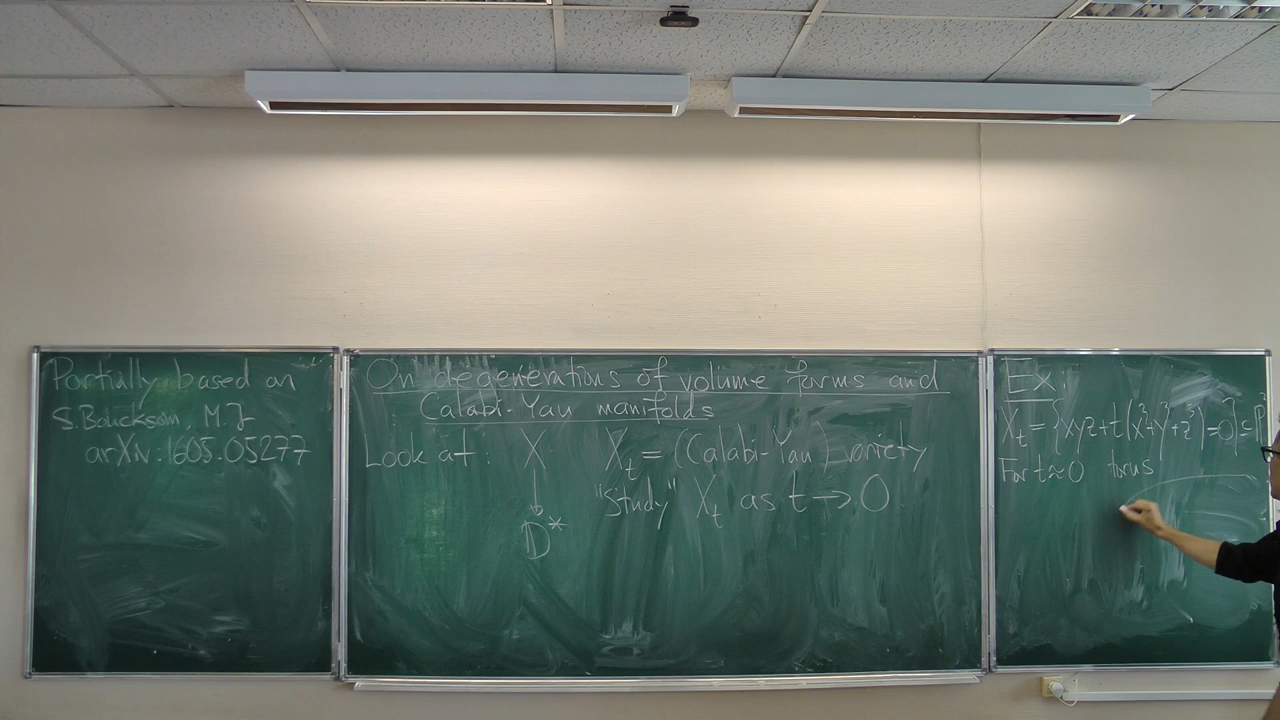 Partially based on
S. Boucksom, M.J
arXiv:1605.05277
On degenerations of volume forms and
Calabi-Yau manifolds
Look at: X X_t = (Calabi-Yau) variety
↓ "Study" X_t as t → 0
D*
Ex:
X_t = {xyz+t(x³+y³+z³)=0} ⊆ P²
For t≈0 torus